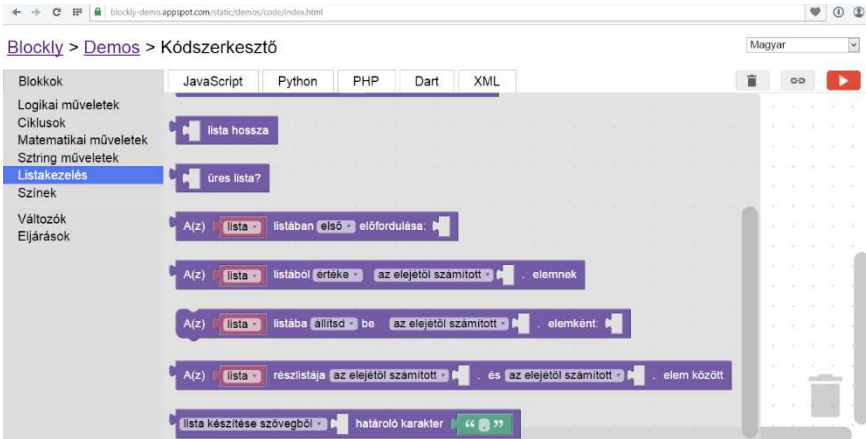 blockly-demo.appspot.com/static/demos/code/index.html
Blockly > Demos > Kódszerkesztő
Magyar
Blokkok
JavaScript Python PHP Dart XML
Logikai műveletek
Ciklusok
Matematikai műveletek
Sztring műveletek
Listakezelés
Színek
Változók
Eljárások
lista hossza
üres lista?
A(z) lista listában első előfordulása:
A(z) lista listából értéke az elejétől számított . elemnek
A(z) lista listába állítsd be az elejétől számított . elemként:
A(z) lista részlistája az elejétől számított . és az elejétől számított . elem között
lista készítése szövegből határoló karakter “ , ”